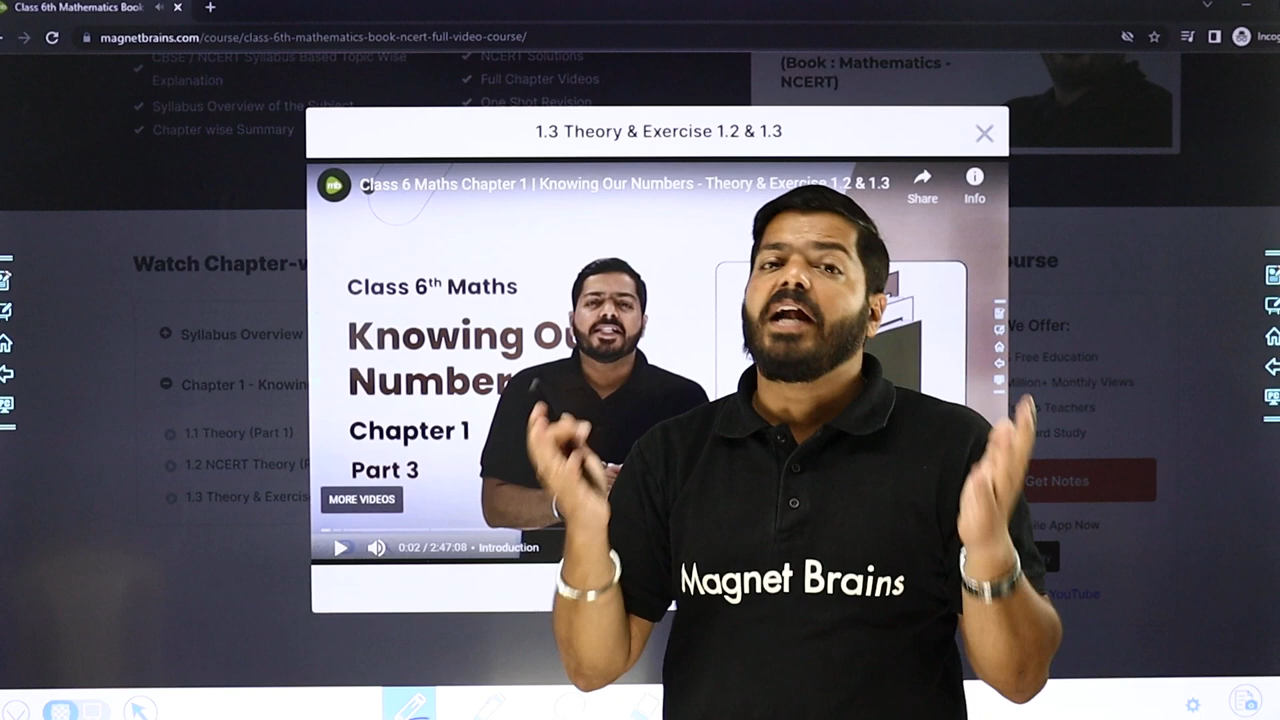 Class 6th Mathematics Book
magnetbrains.com/course/class-6th-mathematics-book-ncert-full-video-course/
CBSE / NCERT Syllabus Based Topic Wise
Explanation
Syllabus Overview of the Subject
Chapter wise Summary
NCERT Solutions
Full Chapter Videos
One Shot Revision
(Book : Mathematics -
NCERT)
1.3 Theory & Exercise 1.2 & 1.3
mb
Class 6 Maths Chapter 1 | Knowing Our Numbers - Theory & Exercise 1.2 & 1.3
Share
Info
Class 6th Maths
Knowing Ou
Number
Chapter 1
Part 3
MORE VIDEOS
0:02 / 2:47:08 • Introduction
Watch Chapter-w
Syllabus Overview
Chapter 1 - Knowin
1.1 Theory (Part 1)
1.2 NCERT Theory (P
1.3 Theory & Exercis
ourse
We Offer:
Free Education
Million+ Monthly Views
Teachers
rd Study
Get Notes
ile App Now
YouTube
Magnet Brains